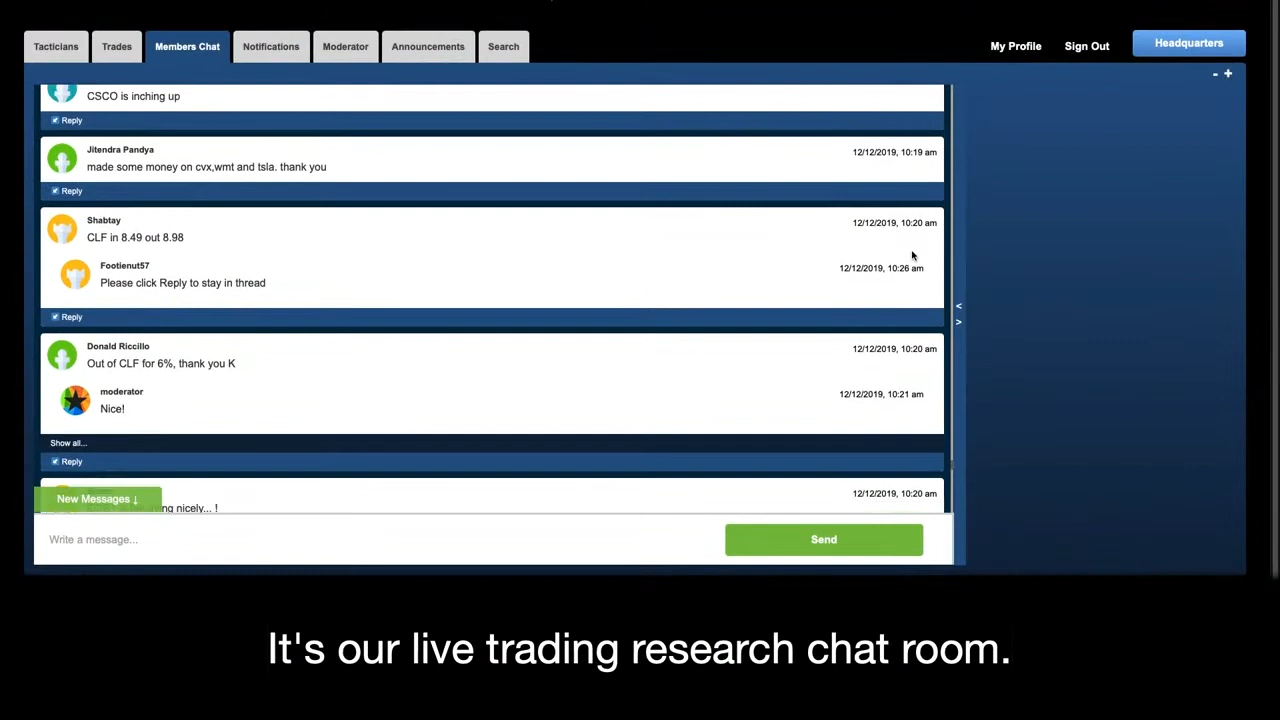 Tacticians
Trades
Members Chat
Notifications
Moderator
Announcements
Search
My Profile
Sign Out
Headquarters
- +
CSCO is inching up
Reply
Jitendra Pandya
12/12/2019, 10:19 am
made some money on cvx,wmt and tsla. thank you
Reply
Shabtay
12/12/2019, 10:20 am
CLF in 8.49 out 8.98
Footienut57
12/12/2019, 10:26 am
Please click Reply to stay in thread
<
>
Reply
Donald Riccillo
12/12/2019, 10:20 am
Out of CLF for 6%, thank you K
moderator
12/12/2019, 10:21 am
Nice!
Show all...
Reply
12/12/2019, 10:20 am
New Messages ↓
nicely... !
Write a message...
Send
It's our live trading research chat room.